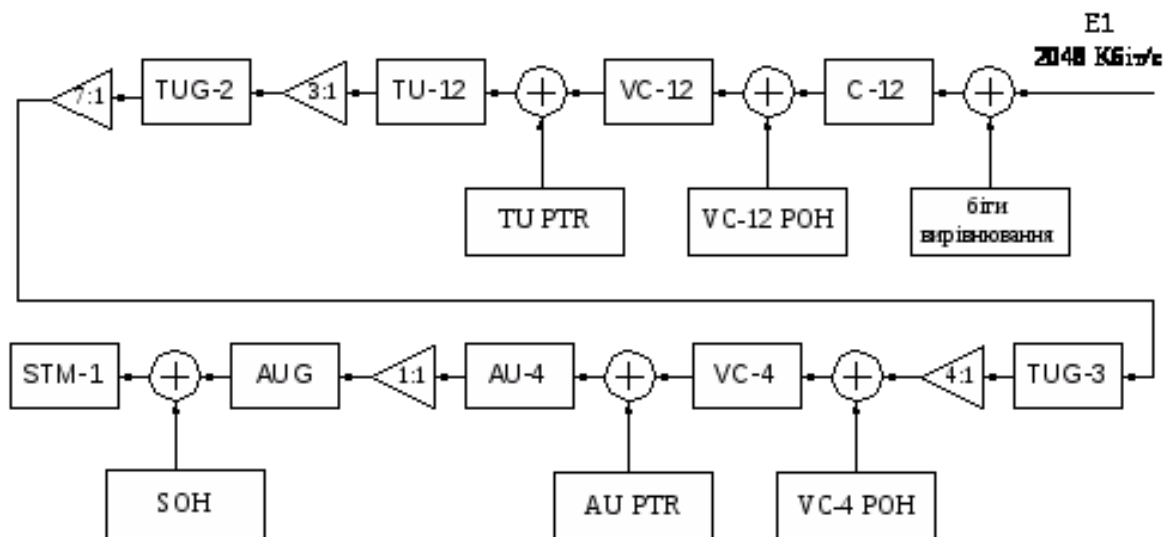 E1
2048 Кбіт/с
7:1
TUG-2
3:1
TU-12
VC-12
C-12
TU PTR
VC-12 POH
біти
вирівнювання
STM-1
AUG
1:1
AU-4
VC-4
4:1
TUG-3
SOH
AU PTR
VC-4 POH